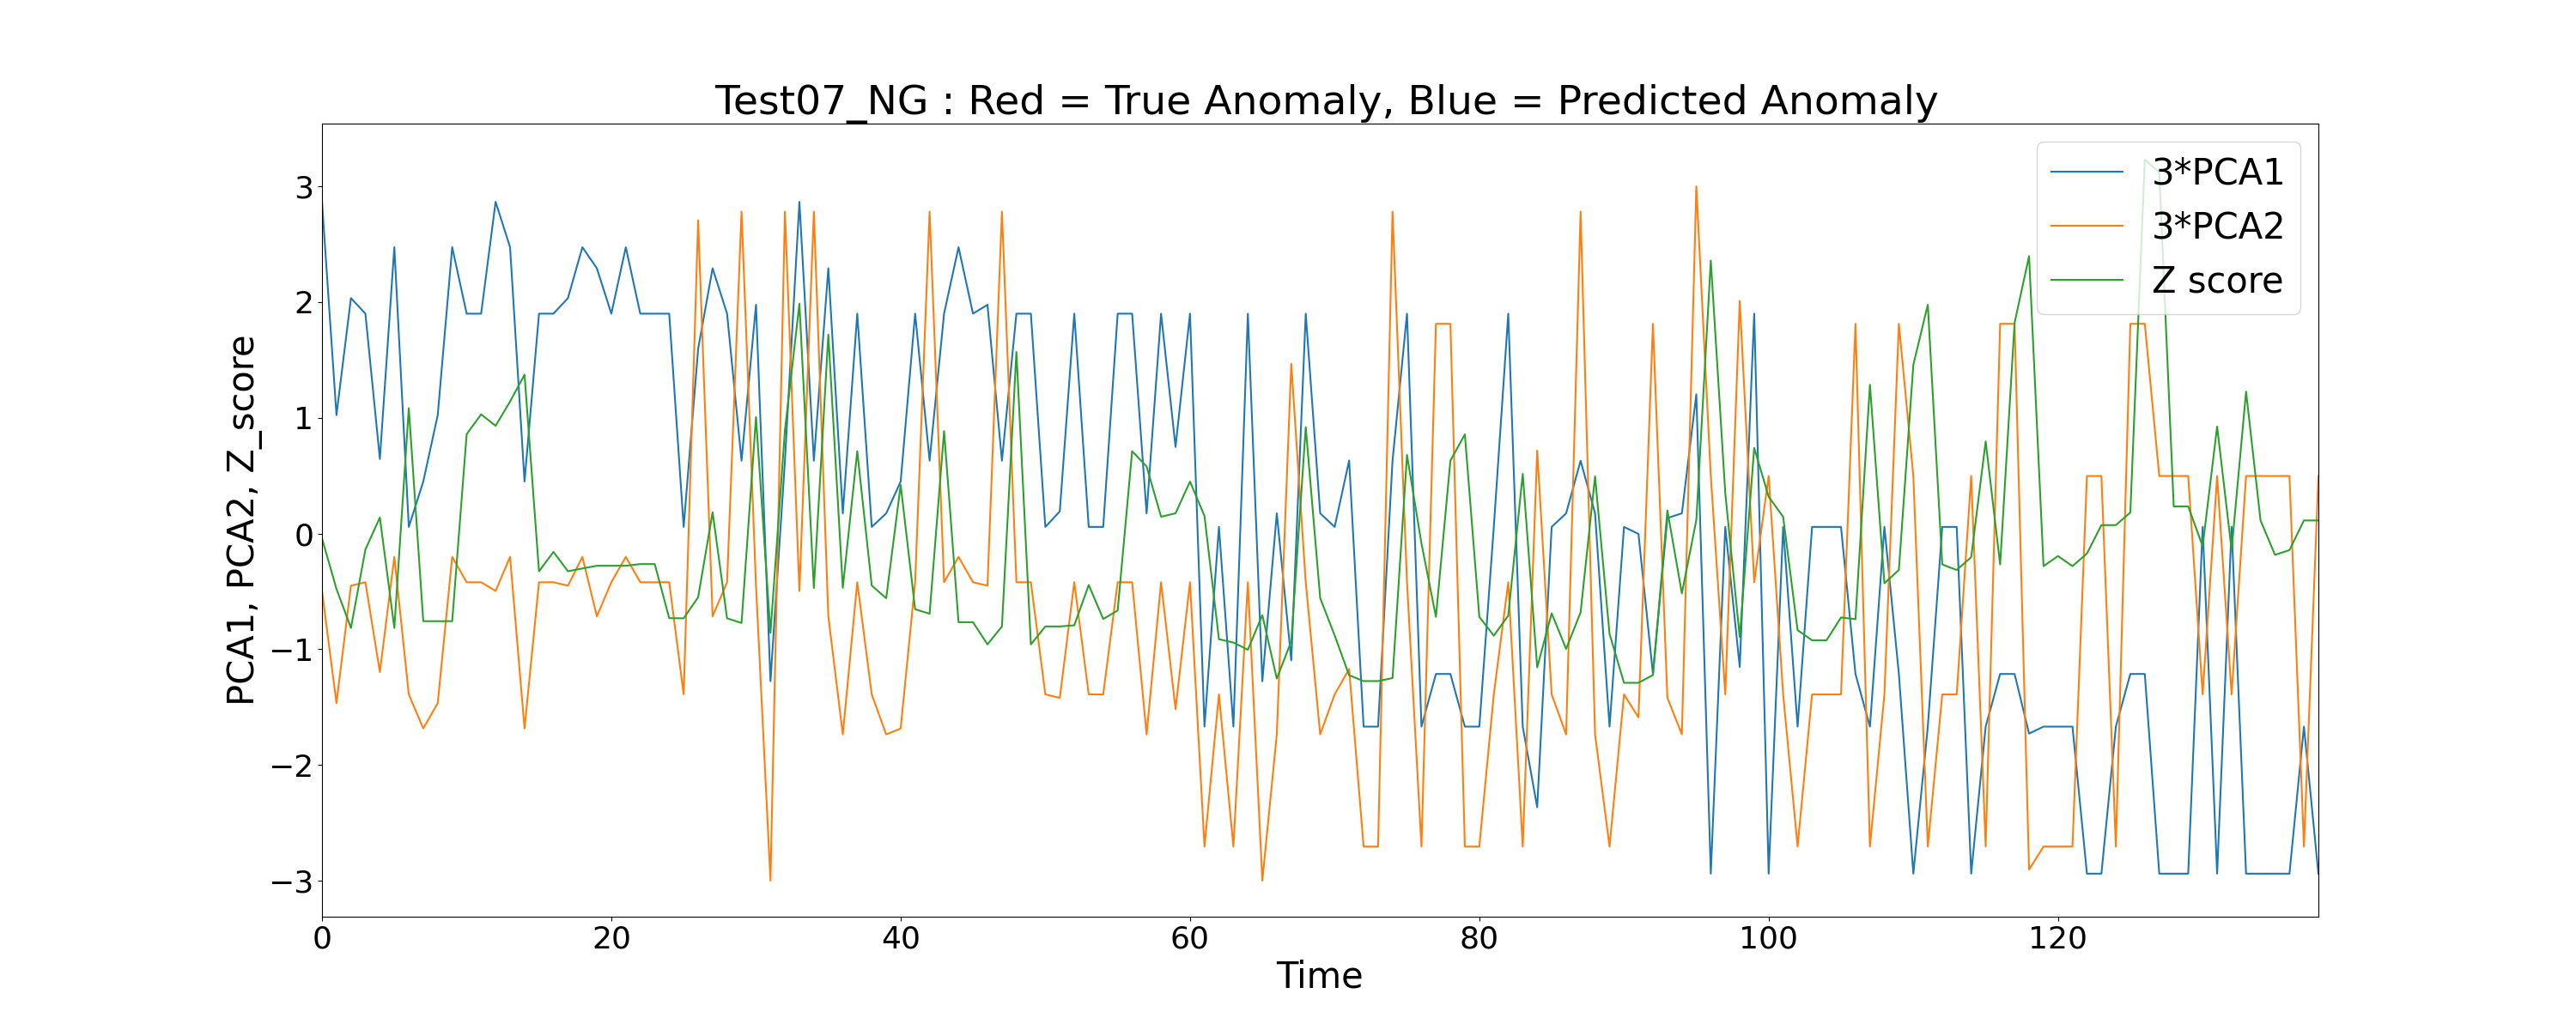 Test07_NG : Red = True Anomaly, Blue = Predicted Anomaly
3*PCA1
3*PCA2
Z score
PCA1, PCA2, Z_score
3
2
1
0
−1
−2
−3
0 20 40 60 80 100 120
Time